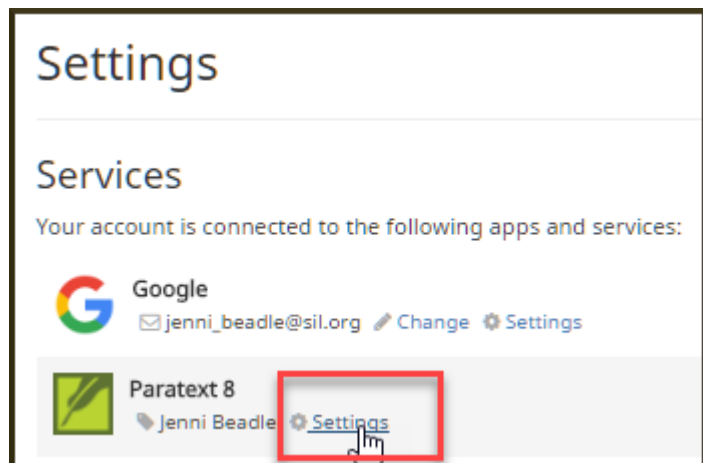 Settings
Services
Your account is connected to the following apps and services:
Google
jenni_beadle@sil.org Change Settings
Paratext 8
Jenni Beadle Settings